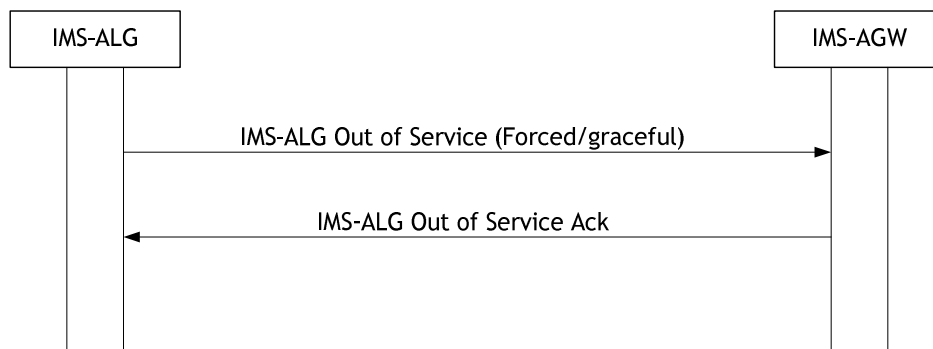 IMS-ALG
IMS-AGW
IMS-ALG Out of Service (Forced/graceful)
IMS-ALG Out of Service Ack